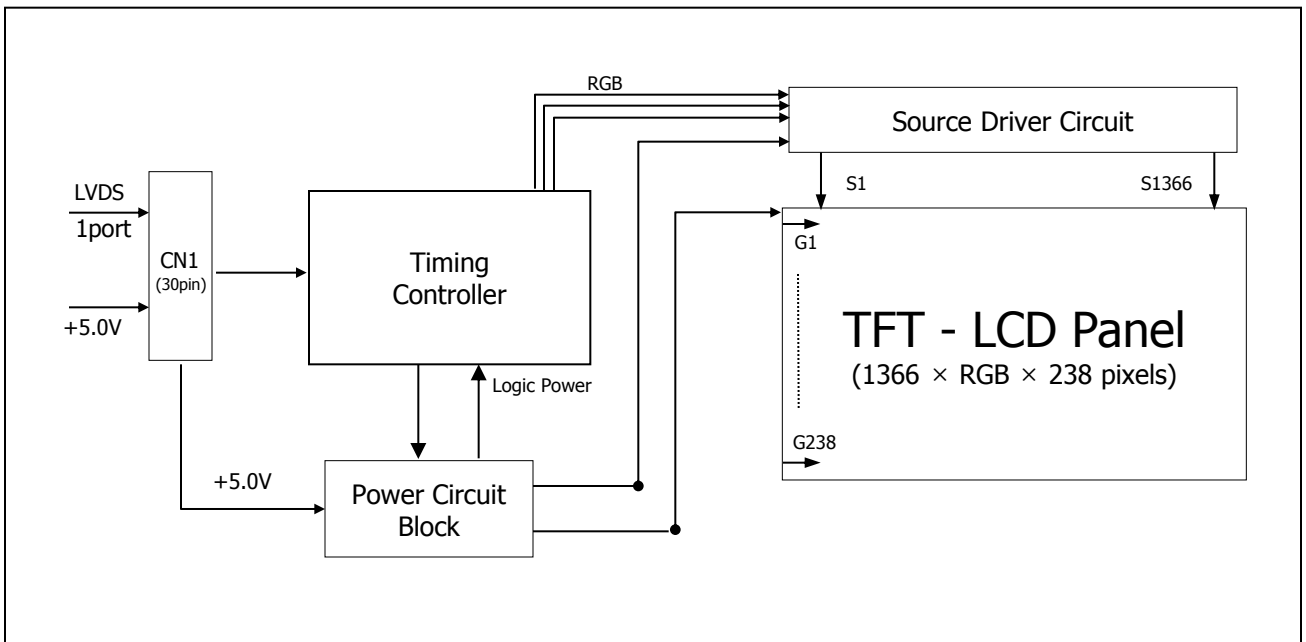 RGB
Source Driver Circuit
S1
S1366
LVDS
1port
CN1
(30pin)
+5.0V
Timing
Controller
Logic Power
+5.0V
Power Circuit
Block
G1
TFT - LCD Panel
(1366 × RGB × 238 pixels)
G238